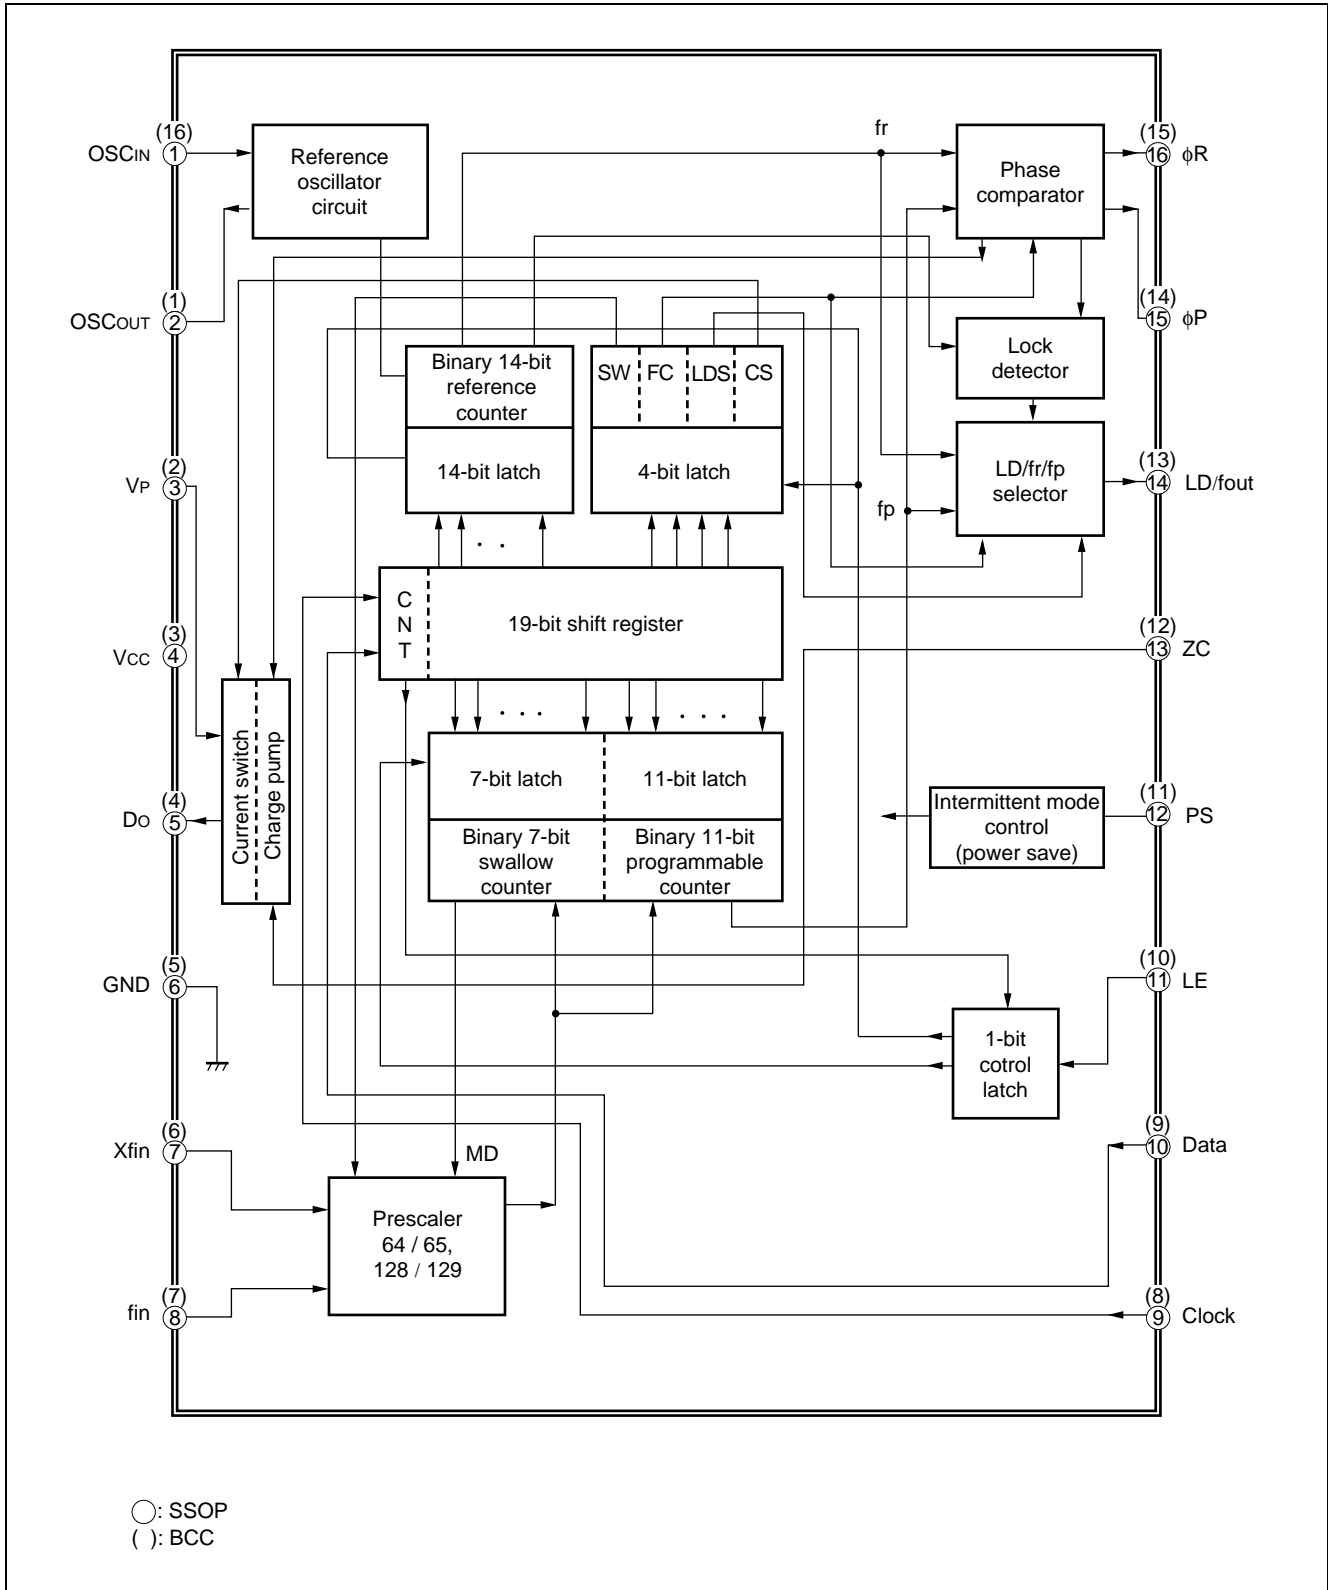 (16)
OSCIN 1
Reference
oscillator
circuit
fr
Phase
comparator
(15)
16 ϕR
(1)
OSCOUT 2
(14)
15 ϕP
Lock
detector
Binary 14-bit
reference
counter
SW FC LDS CS
14-bit latch
4-bit latch
LD/fr/fp
selector
(13)
14 LD/fout
(2)
VP 3
fp
. .
C
N
T
19-bit shift register
(3)
VCC 4
(12)
13 ZC
. . . . . .
Current switch
Charge pump
7-bit latch 11-bit latch
Binary 7-bit
swallow
counter
Binary 11-bit
programmable
counter
(4)
DO 5
Intermittent mode
control
(power save)
(11)
12 PS
(5)
GND 6
(10)
11 LE
1-bit
cotrol
latch
(6)
Xfin 7
MD
(9)
10 Data
Prescaler
64 / 65,
128 / 129
(7)
fin 8
(8)
9 Clock
◯: SSOP
( ): BCC